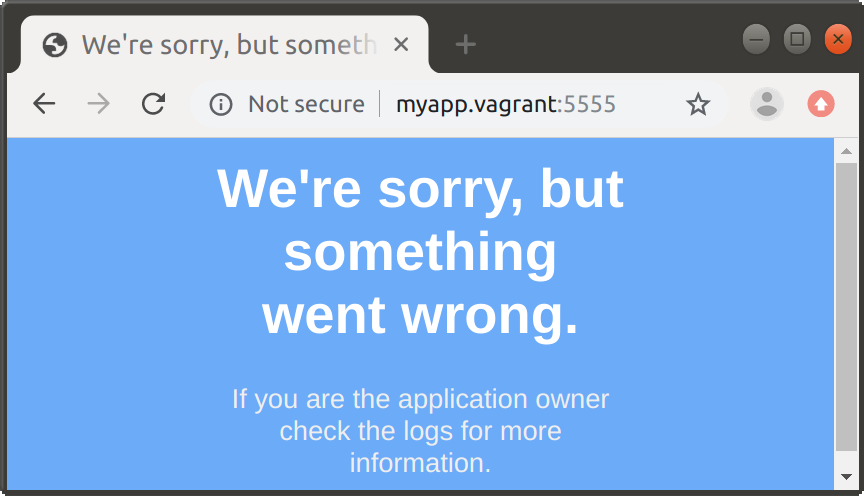 We're sorry, but someth
Not secure
myapp.vagrant:5555
We're sorry, but
something
went wrong.
If you are the application owner
check the logs for more
information.